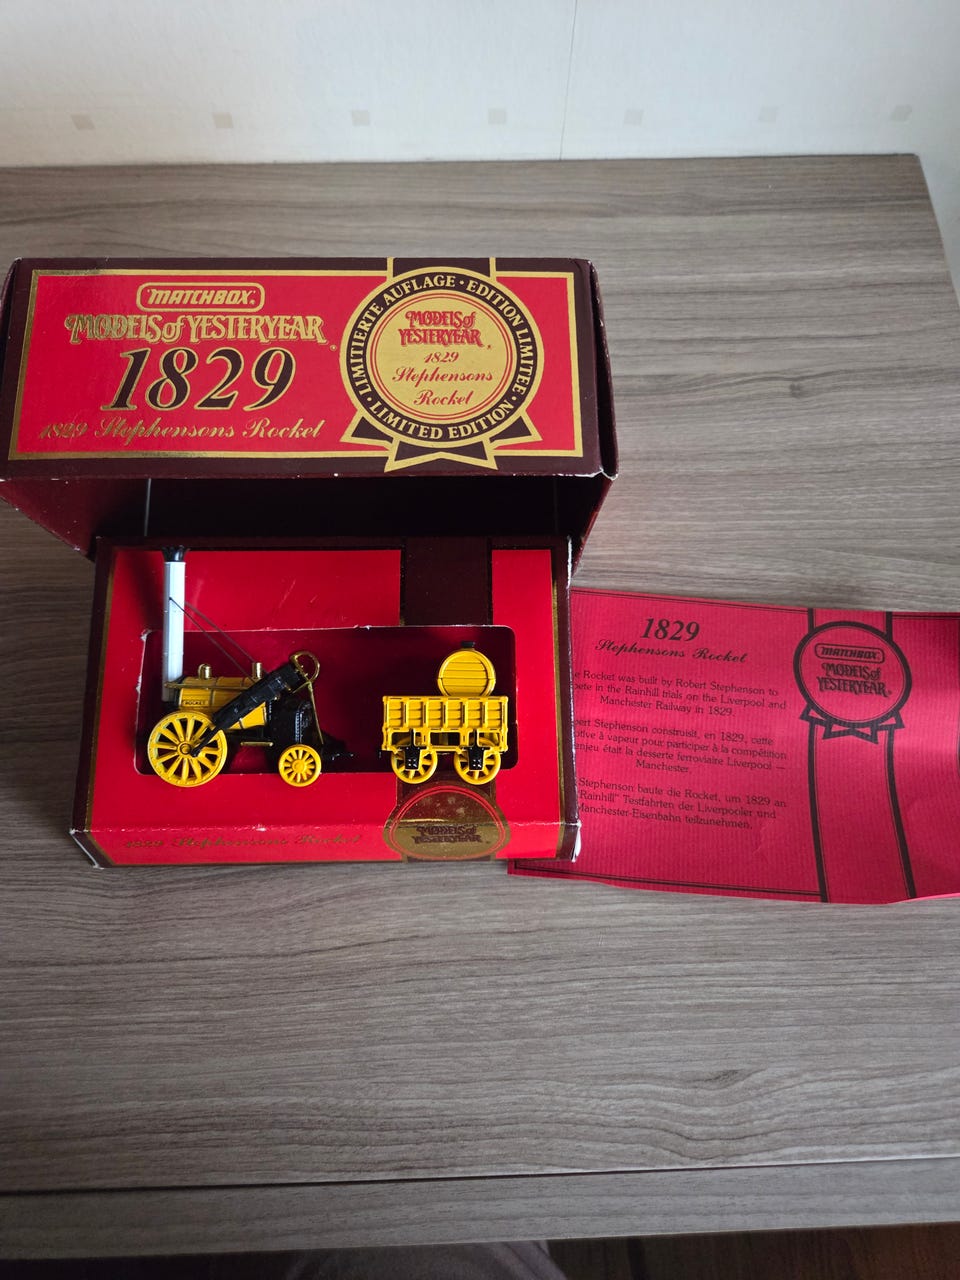 MATCHBOX
MODELS of YESTERYEAR
1829
1829 Stephensons Rocket
LIMITIERTE AUFLAGE · EDITION LIMITEE · LIMITED EDITION ·
MODELS of
YESTERYEAR
1829
Stephensons
Rocket
ROCKET
1829 Stephensons Rocket
MODELS of
YESTERYEAR
1829
Stephensons Rocket
Rocket was built by Robert Stephenson to
in the Rainhill trials on the Liverpool and
Manchester Railway in 1829.
Stephenson construisit, en 1829, cette
à vapeur pour participer à la compétition
enjeu était la desserte ferroviaire Liverpool —
Manchester.
Stephenson baute die Rocket, um 1829 an
Rainhill" Testfahrten der Liverpooler und
Manchester-Eisenbahn teilzunehmen.
MATCHBOX
MODELS of
YESTERYEAR